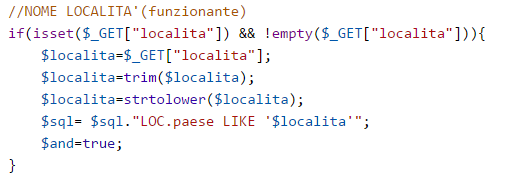 //NOME LOCALITA'(funzionante)
if(isset($_GET["localita"]) && !empty($_GET["localita"])){
    $localita=$_GET["localita"];
    $localita=trim($localita);
    $localita=strtolower($localita);
    $sql= $sql."LOC.paese LIKE '$localita'";
    $and=true;
}